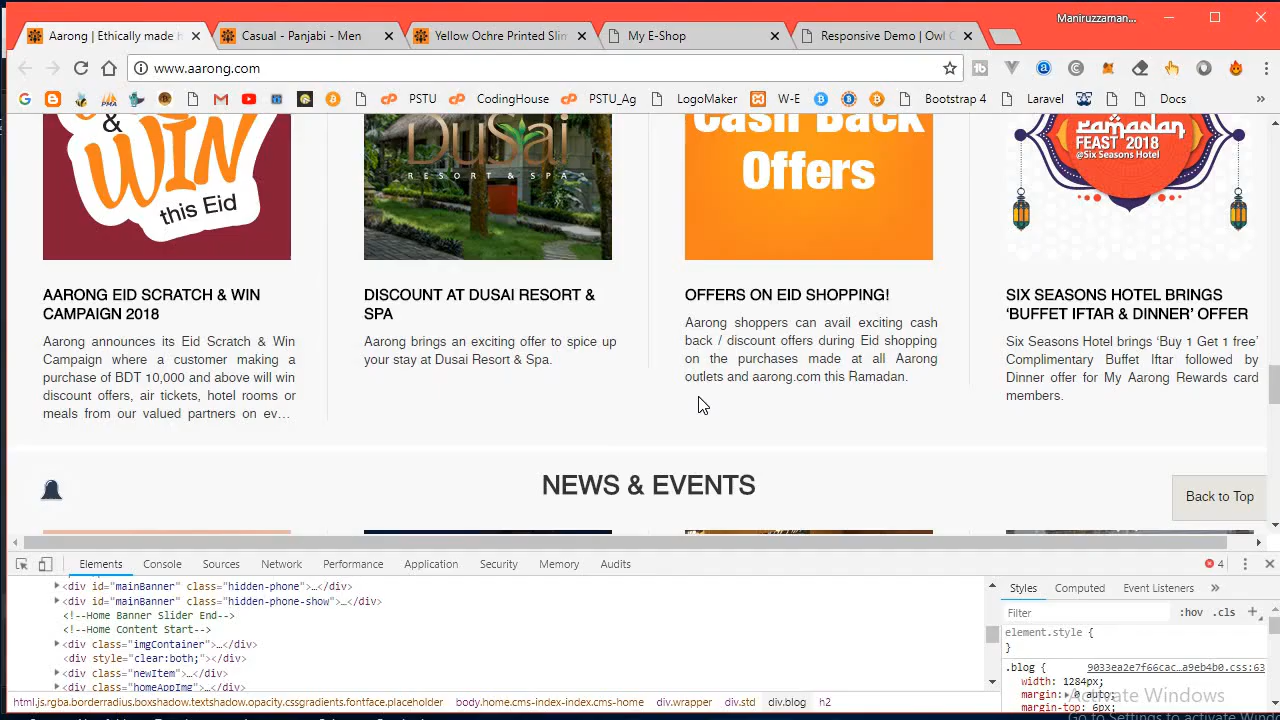 Maniruzzaman...
Aarong | Ethically made h
Casual - Panjabi - Men
Yellow Ochre Printed Slim
My E-Shop
Responsive Demo | Owl C
www.aarong.com
PSTU
CodingHouse
PSTU_Ag
LogoMake
W-E
Bootstrap 4
Laravel
Docs
»
&
WIN
this Eid
DuSai
RESORT & SPA
Cash Back
Offers
Ramadan
FEAST 2018
@Six Seasons Hotel
AARONG EID SCRATCH & WIN
CAMPAIGN 2018
Aarong announces its Eid Scratch & Win
Campaign where a customer making a
purchase of BDT 10,000 and above will win
discount offers, air tickets, hotel rooms or
meals from our valued partners on ev…
DISCOUNT AT DUSAI RESORT &
SPA
Aarong brings an exciting offer to spice up
your stay at Dusai Resort & Spa.
OFFERS ON EID SHOPPING!
Aarong shoppers can avail exciting cash
back / discount offers during Eid shopping
on the purchases made at all Aarong
outlets and aarong.com this Ramadan.
SIX SEASONS HOTEL BRINGS
‘BUFFET IFTAR & DINNER’ OFFER
Six Seasons Hotel brings ‘Buy 1 Get 1 free’
Complimentary Buffet Iftar followed by
Dinner offer for My Aarong Rewards card
members.
NEWS & EVENTS
Back to Top
Elements Console Sources Network Performance Application Security Memory Audits
4
<div id="mainBanner" class="hidden-phone">…</div>
<div id="mainBanner" class="hidden-phone-show">…</div>
<!--Home Banner Slider End-->
<!--Home Content Start-->
<div class="imgContainer">…</div>
<div style="clear:both;"></div>
<div class="newItem">…</div>
<div class="homeAppImg">…</div>
html.js.rgba.borderradius.boxshadow.textshadow.opacity.cssgradients.fontface.placeholder body.home.cms-index-index.cms-home div.wrapper div.std div.blog h2
Styles Computed Event Listeners »
Filter :hov .cls +
element.style {
}
.blog { 9033ea2e7f66cac…a9eb4b0.css:63
width: 1284px;
margin: 0 auto;
margin-top: 6px;
Activate Windows
Go to Settings to activate Wind